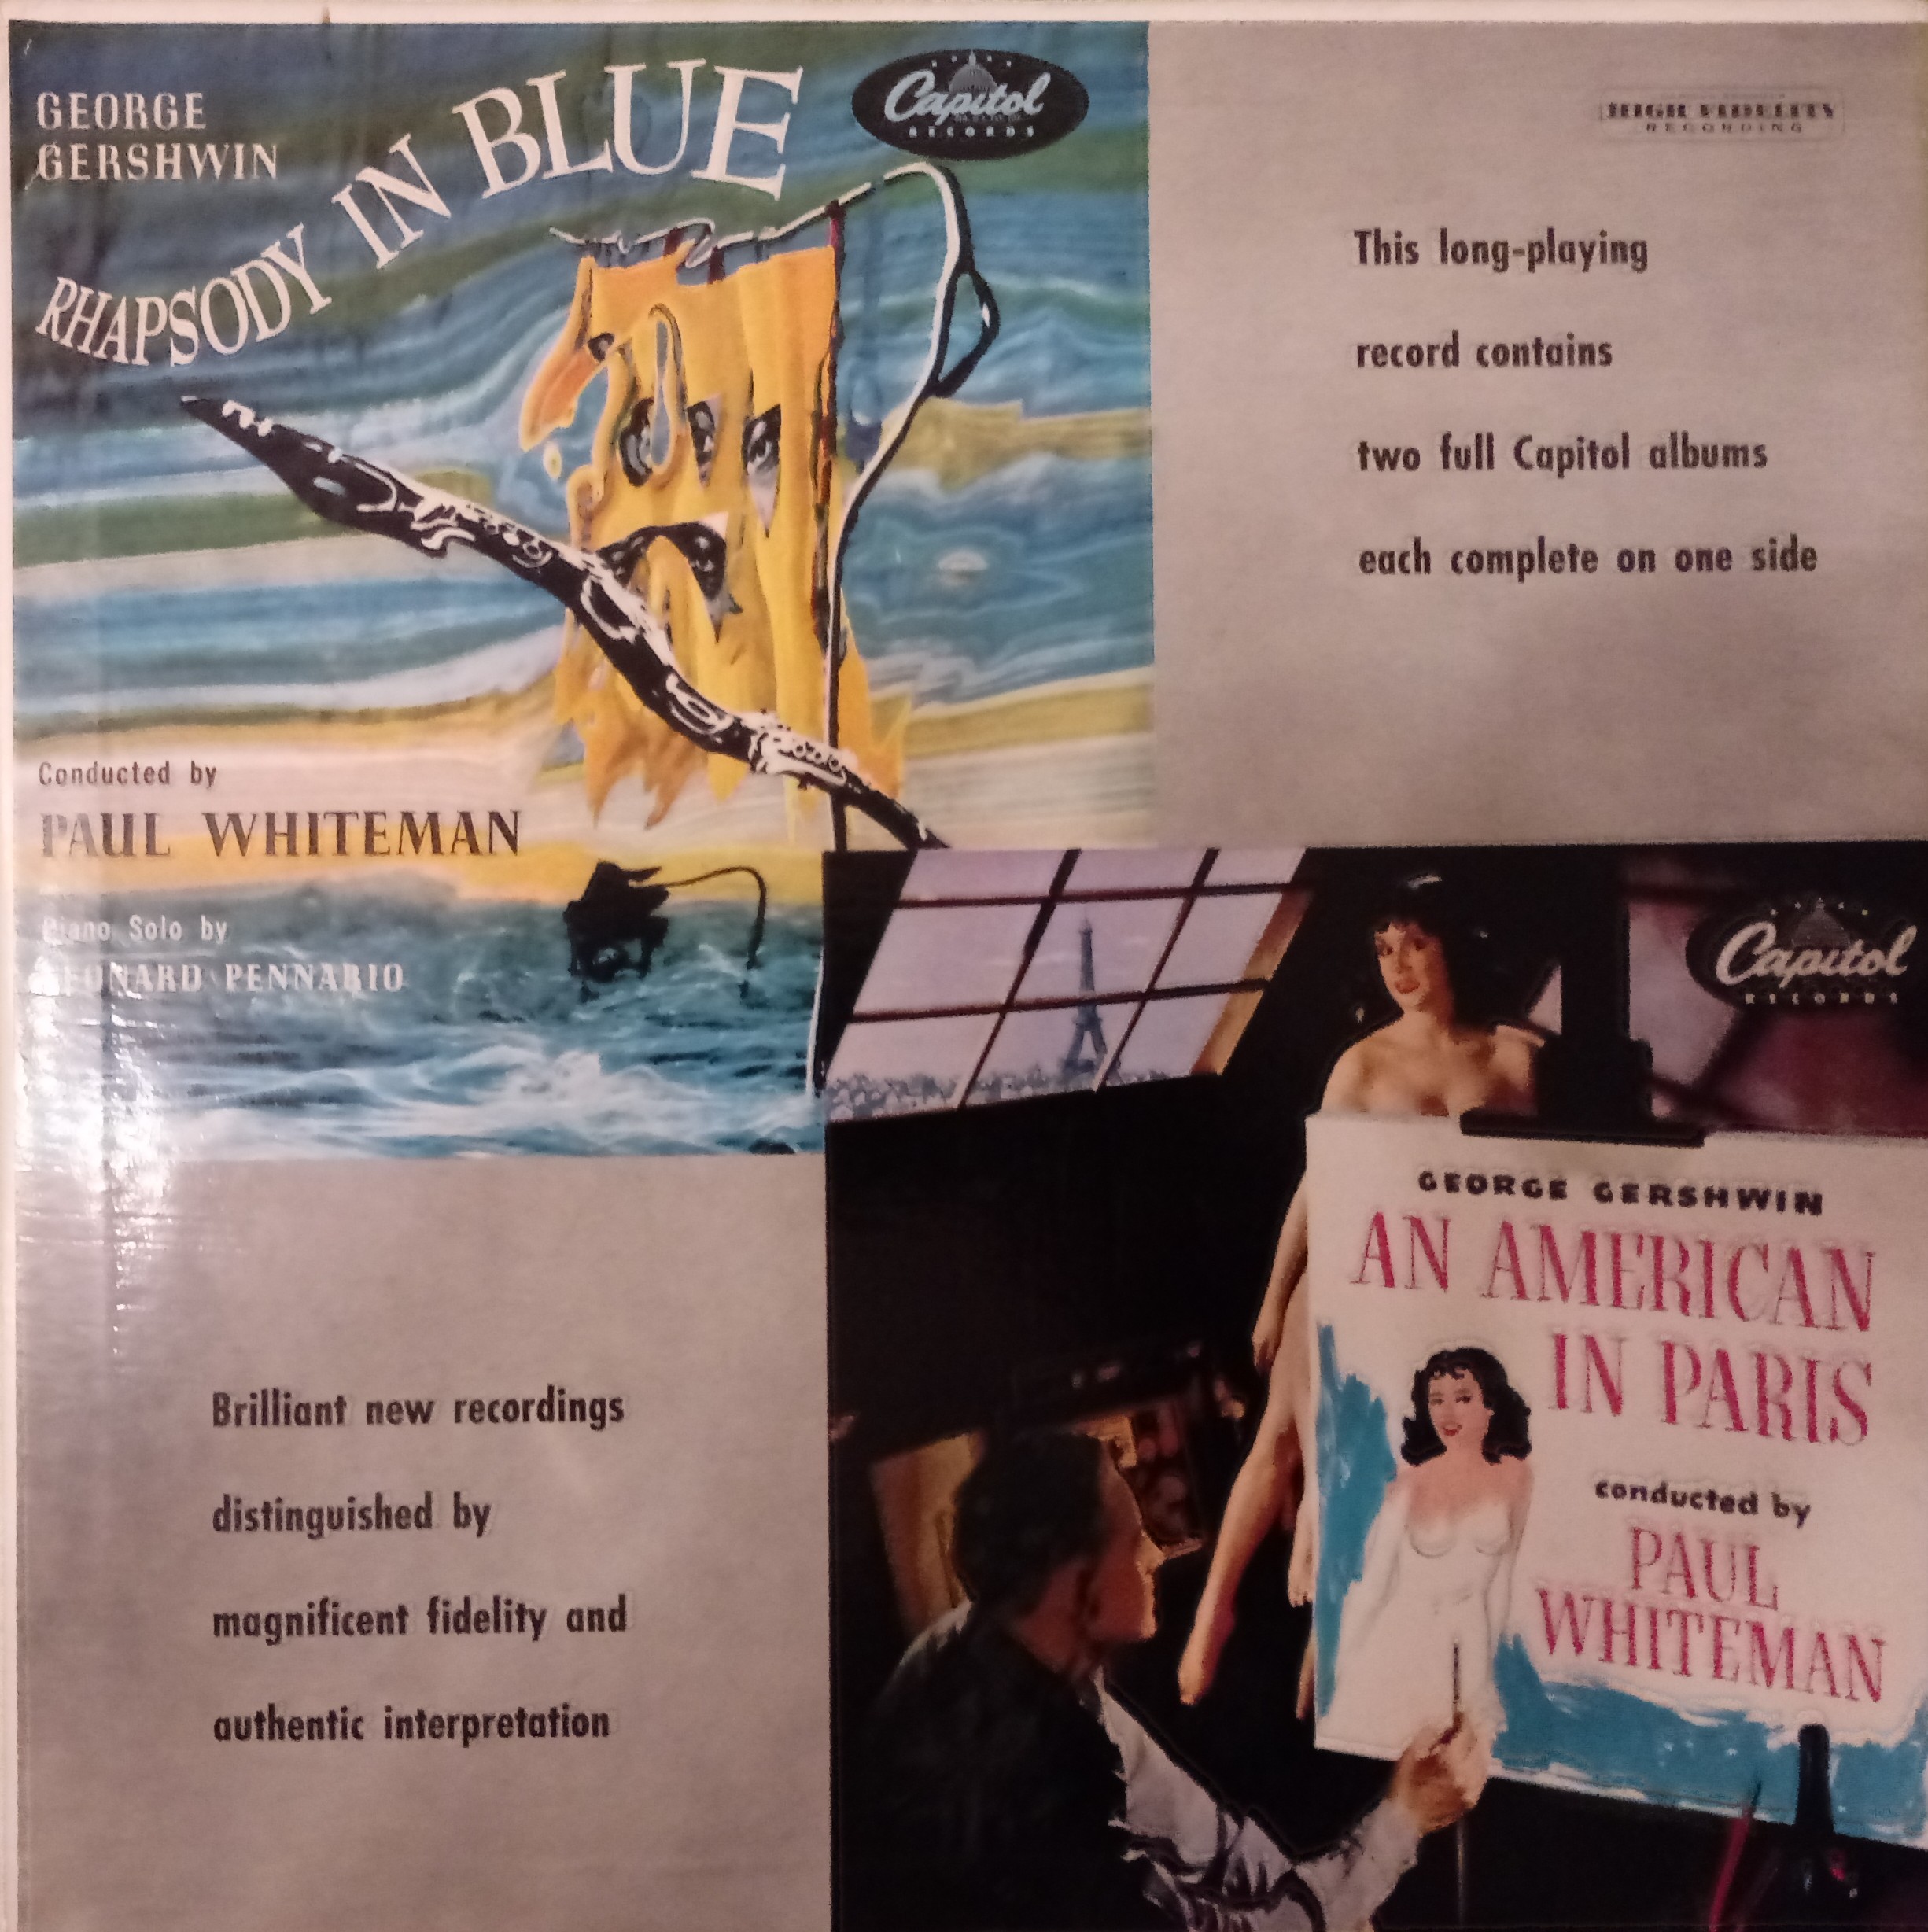 GEORGE
GERSHWIN
RHAPSODY IN BLUE
Capitol
RECORDS
HIGH FIDELITY
RECORDING
This long-playing
record contains
two full Capitol albums
each complete on one side
Conducted by
PAUL WHITEMAN
Piano Solo by
LEONARD PENNARIO
Capitol
RECORDS
GEORGE GERSHWIN
AN AMERICAN
IN PARIS
conducted by
PAUL
WHITEMAN
Brilliant new recordings
distinguished by
magnificent fidelity and
authentic interpretation